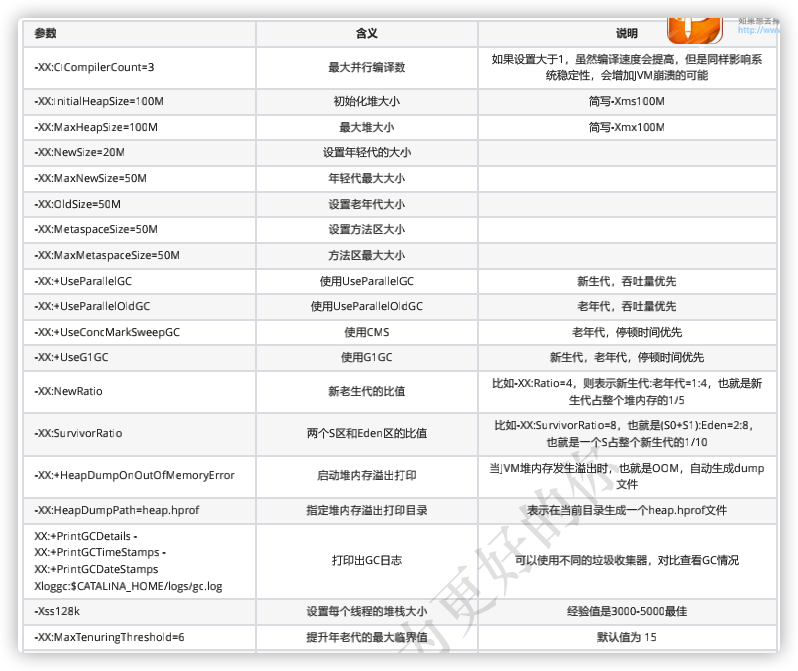 参数 含义 说明
如果您去掉
http://www
-XX:CICompilerCount=3 最大并行编译数 如果设置大于1，虽然编译速度会提高，但是同样影响系
统稳定性，会增加JVM崩溃的可能
-XX:InitialHeapSize=100M 初始化堆大小 简写-Xms100M
-XX:MaxHeapSize=100M 最大堆大小 简写-Xmx100M
-XX:NewSize=20M 设置年轻代的大小
-XX:MaxNewSize=50M 年轻代最大大小
-XX:OldSize=50M 设置老年代大小
-XX:MetaspaceSize=50M 设置方法区大小
-XX:MaxMetaspaceSize=50M 方法区最大大小
-XX:+UseParallelGC 使用UseParallelGC 新生代，吞吐量优先
-XX:+UseParallelOldGC 使用UseParallelOldGC 老年代，吞吐量优先
-XX:+UseConcMarkSweepGC 使用CMS 老年代，停顿时间优先
-XX:+UseG1GC 使用G1GC 新生代，老年代，停顿时间优先
-XX:NewRatio 新老生代的比值 比如-XX:Ratio=4，则表示新生代:老年代=1:4，也就是新
生代占整个堆内存的1/5
-XX:SurvivorRatio 两个S区和Eden区的比值 比如-XX:SurvivorRatio=8，也就是(S0+S1):Eden=2:8，
也就是一个S占整个新生代的1/10
-XX:+HeapDumpOnOutOfMemoryError 启动堆内存溢出打印 当JVM堆内存发生溢出时，也就是OOM，自动生成dump
文件
-XX:HeapDumpPath=heap.hprof 指定堆内存溢出打印目录 表示在当前目录生成一个heap.hprof文件
XX:+PrintGCDetails -
XX:+PrintGCTimeStamps -
XX:+PrintGCDateStamps
Xloggc:$CATALINA_HOME/logs/gc.log 打印出GC日志 可以使用不同的垃圾收集器，对比查看GC情况
-Xss128k 设置每个线程的堆栈大小 经验值是3000-5000最佳
-XX:MaxTenuringThreshold=6 提升年老代的最大临界值 默认值为 15
更好的你